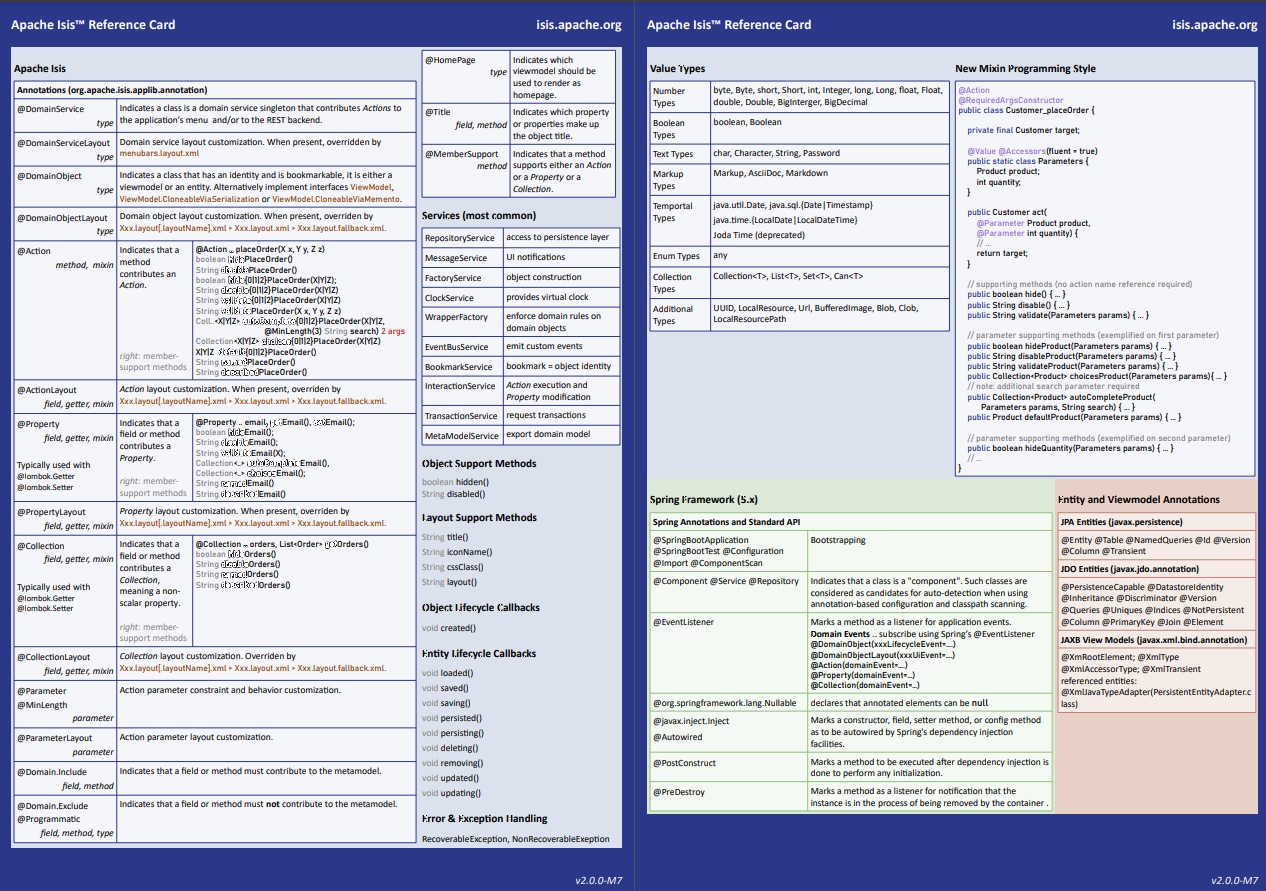 Apache Isis™ Reference Card
isis.apache.org
Apache Isis
Annotations (org.apache.isis.applib.annotation)
@DomainService
type
Indicates a class is a domain service singleton that contributes Actions to
the application's menu and/or to the REST backend.
@DomainServiceLayout
type
Domain service layout customization. When present, overridden by
menubars.layout.xml
@DomainObject
type
Indicates a class that has an identity and is bookmarkable, it is either a
viewmodel or an entity. Alternatively implement interfaces ViewModel,
ViewModel.CloneableViaSerialization or ViewModel.CloneableViaMemento.
@DomainObjectLayout
type
Domain object layout customization. When present, overriden by
Xxx.layout[.layoutName].xml > Xxx.layout.xml > Xxx.layout.fallback.xml.
@Action
method, mixin
Indicates that a
method
contributes an
Action.
right: member-
support methods
@Action .. placeOrder(X x, Y y, Z z)
boolean PlaceOrder()
String PlaceOrder()
boolean {0|1|2}PlaceOrder(X|Y|Z);
String {0|1|2}PlaceOrder(X|Y|Z)
String {0|1|2}PlaceOrder(X|Y|Z)
String PlaceOrder(X x, Y y, Z z)
Coll..<X|Y|Z> {0|1|2}PlaceOrder(X|Y|Z,
@MinLength(3) String search) 2 args
Collection<X|Y|Z> {0|1|2}PlaceOrder(X|Y|Z)
X|Y|Z {0|1|2}PlaceOrder()
String PlaceOrder()
String PlaceOrder()
@ActionLayout
field, getter, mixin
Action layout customization. When present, overriden by
Xxx.layout[.layoutName].xml > Xxx.layout.xml > Xxx.layout.fallback.xml.
@Property
field, getter, mixin
Typically used with
@lombok.Getter
@lombok.Setter
Indicates that a
field or method
contributes a
Property.
right: member-
support methods
@Property .. email, Email(), Email();
boolean Email();
String Email();
String Email(X);
Collection<..> Email(),
Collection<..> Email();
String Email()
String Email()
@PropertyLayout
field, getter, mixin
Property layout customization. When present, overriden by
Xxx.layout[.layoutName].xml > Xxx.layout.xml > Xxx.layout.fallback.xml.
@Collection
field, getter, mixin
Typically used with
@lombok.Getter
@lombok.Setter
Indicates that a
field or method
contributes a
Collection,
meaning a non-
scalar property.
right: member-
support methods
@Collection .. orders, List<Order> Orders()
boolean Orders()
String Orders()
String Orders()
String Orders()
@CollectionLayout
field, getter, mixin
Collection layout customization. Overriden by
Xxx.layout[.layoutName].xml > Xxx.layout.xml > Xxx.layout.fallback.xml.
@Parameter
@MinLength
parameter
Action parameter constraint and behavior customization.
@ParameterLayout
parameter
Action parameter layout customization.
@Domain.Include
field, method
Indicates that a field or method must contribute to the metamodel.
@Domain.Exclude
@Programmatic
field, method, type
Indicates that a field or method must not contribute to the metamodel.
@HomePage
type
Indicates which
viewmodel should be
used to render as
homepage.
@Title
field, method
Indicates which property
or properties make up
the object title.
@MemberSupport
method
Indicates that a method
supports either an Action
or a Property or a
Collection.
Services (most common)
RepositoryService
access to persistence layer
MessageService
UI notifications
FactoryService
object construction
ClockService
provides virtual clock
WrapperFactory
enforce domain rules on
domain objects
EventBusService
emit custom events
BookmarkService
bookmark = object identity
InteractionService
Action execution and
Property modification
TransactionService
request transactions
MetaModelService
export domain model
Object Support Methods
boolean hidden()
String disabled()
Layout Support Methods
String title()
String iconName()
String cssClass()
String layout()
Object Lifecycle Callbacks
void created()
Entity Lifecycle Callbacks
void loaded()
void saved()
void saving()
void persisted()
void persisting()
void deleting()
void removing()
void updated()
void updating()
Error & Exception Handling
RecoverableException, NonRecoverableExeption
v2.0.0-M7
Apache Isis™ Reference Card
isis.apache.org
Value Types
Number
Types
byte, Byte, short, Short, int, Integer, long, Long, float, Float,
double, Double, BigInterger, BigDecimal
Boolean
Types
boolean, Boolean
Text Types
char, Character, String, Password
Markup
Types
Markup, AsciiDoc, Markdown
Temportal
Types
java.util.Date, java.sql.{Date|Timestamp}
java.time.{LocalDate|LocalDateTime}
Joda Time (deprecated)
Enum Types
any
Collection
Types
Collection<T>, List<T>, Set<T>, Can<T>
Additional
Types
UUID, LocalResource, Url, BufferedImage, Blob, Clob,
LocalResourcePath
New Mixin Programming Style
@Action
@RequiredArgsConstructor
public class Customer_placeOrder {
private final Customer target;
@Value @Accessors(fluent = true)
public static class Parameters {
Product product;
int quantity;
}
public Customer act(
@Parameter Product product,
@Parameter int quantity) {
// ...
return target;
}
// supporting methods (no action name reference required)
public boolean hide() { ... }
public String disable() { ... }
public String validate(Parameters params) { ... }
// parameter supporting methods (exemplified on first parameter)
public boolean hideProduct(Parameters params) { ... }
public String disableProduct(Parameters params) { ... }
public String validateProduct(Parameters params) { ... }
public Collection<Product> choicesProduct(Parameters params){ ... }
// note: additional search parameter required
public Collection<Product> autoCompleteProduct(
Parameters params, String search) { ... }
public Product defaultProduct(Parameters params) { ... }
// parameter supporting methods (exemplified on second parameter)
public boolean hideQuantity(Parameters params) { ... }
// ...
}
Spring Framework (5.x)
Spring Annotations and Standard API
@SpringBootApplication
@SpringBootTest @Configuration
@Import @ComponentScan
Bootstrapping
@Component @Service @Repository
Indicates that a class is a "component". Such classes are
considered as candidates for auto-detection when using
annotation-based configuration and classpath scanning.
@EventListener
Marks a method as a listener for application events.
Domain Events .. subscribe using Spring's @EventListener
@DomainObject(xxxLifecycleEvent=...)
@DomainObjectLayout(xxxUiEvent=...)
@Action(domainEvent=...)
@Property(domainEvent=..)
@Collection(domainEvent=..)
@org.springframework.lang.Nullable
declares that annotated elements can be null
@javax.inject.Inject
@Autowired
Marks a constructor, field, setter method, or config method
as to be autowired by Spring's dependency injection
facilities.
@PostConstruct
Marks a method to be executed after dependency injection is
done to perform any initialization.
@PreDestroy
Marks a method as a listener for notification that the
instance is in the process of being removed by the container .
Entity and Viewmodel Annotations
JPA Entities (javax.persistence)
@Entity @Table @NamedQueries @Id @Version
@Column @Transient
JDO Entities (javax.jdo.annotation)
@PersistenceCapable @DatastoreIdentity
@Inheritance @Discriminator @Version
@Queries @Uniques @Indices @NotPersistent
@Column @PrimaryKey @Join @Element
JAXB View Models (javax.xml.bind.annotation)
@XmRootElement; @XmlType
@XmlAccessorType; @XmlTransient
referenced entities:
@XmlJavaTypeAdapter(PersistentEntityAdapter.c
lass)
v2.0.0-M7